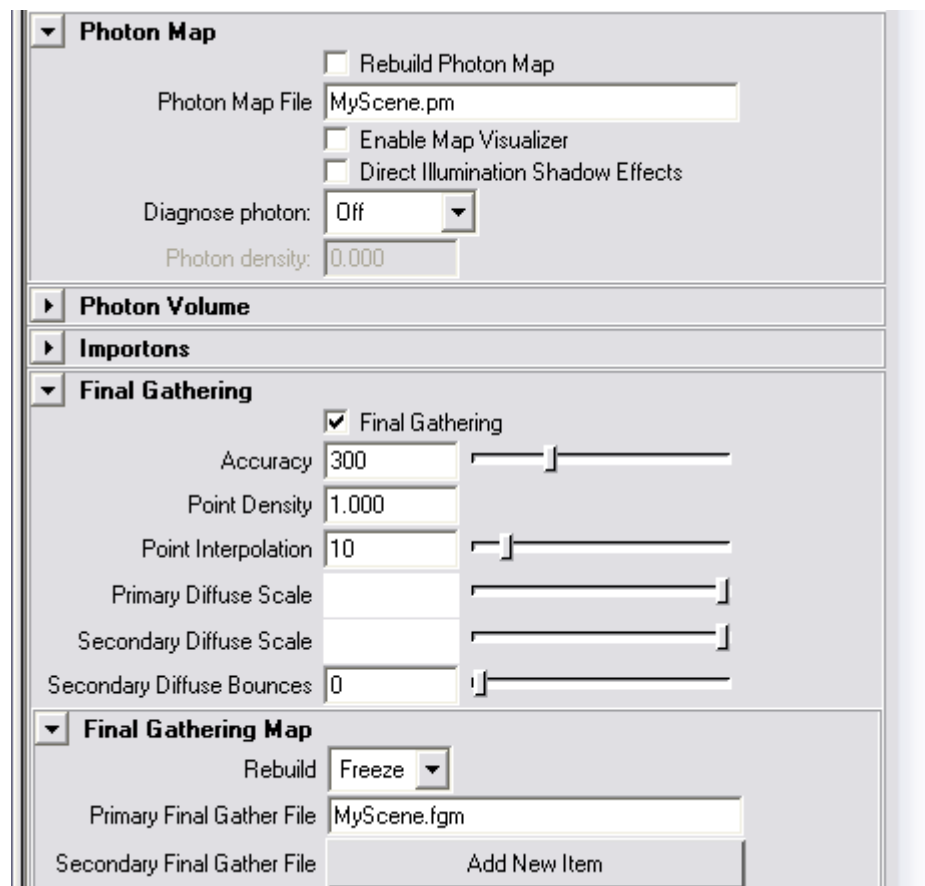 Photon Map
Rebuild Photon Map
Photon Map File MyScene.pm
Enable Map Visualizer
Direct Illumination Shadow Effects
Diagnose photon: Off
Photon density: 0.000
Photon Volume
Importons
Final Gathering
Final Gathering
Accuracy 300
Point Density 1.000
Point Interpolation 10
Primary Diffuse Scale
Secondary Diffuse Scale
Secondary Diffuse Bounces 0
Final Gathering Map
Rebuild Freeze
Primary Final Gather File MyScene.fgm
Secondary Final Gather File Add New Item